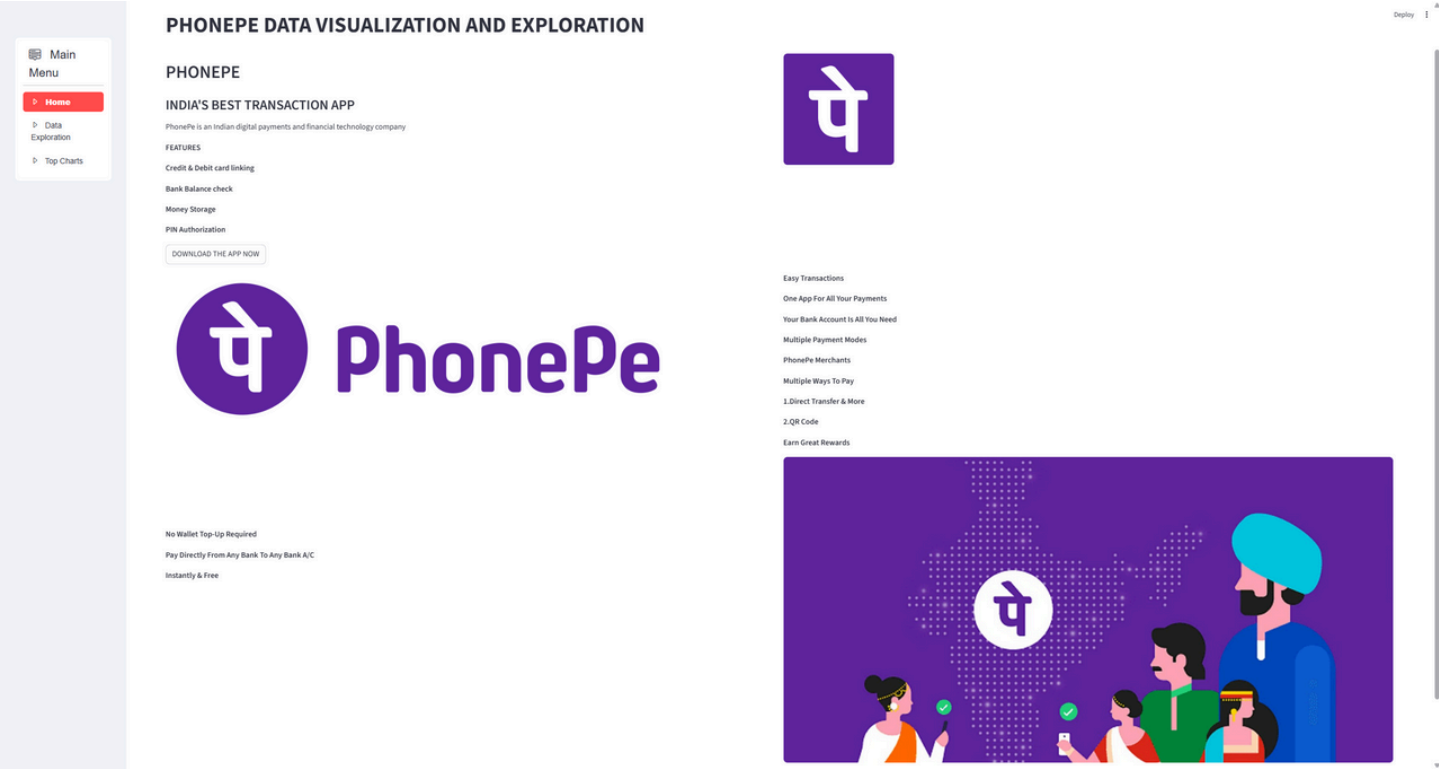 Deploy
Main
Menu
Home
Data
Exploration
Top Charts
PHONEPE DATA VISUALIZATION AND EXPLORATION
PHONEPE
INDIA'S BEST TRANSACTION APP
PhonePe is an Indian digital payments and financial technology company
FEATURES
Credit & Debit card linking
Bank Balance check
Money Storage
PIN Authorization
DOWNLOAD THE APP NOW
पे PhonePe
No Wallet Top-Up Required
Pay Directly From Any Bank To Any Bank A/C
Instantly & Free
पे
Easy Transactions
One App For All Your Payments
Your Bank Account Is All You Need
Multiple Payment Modes
PhonePe Merchants
Multiple Ways To Pay
1.Direct Transfer & More
2.QR Code
Earn Great Rewards
पे